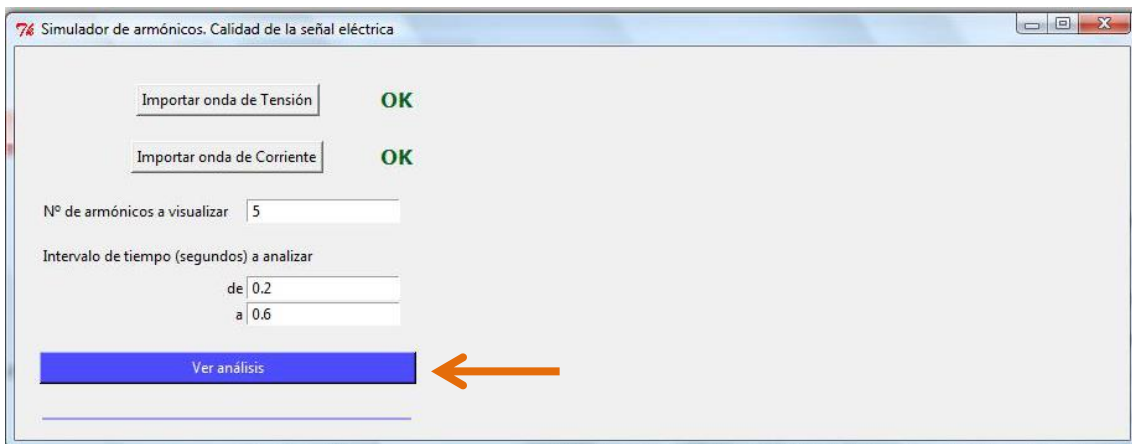 Simulador de armónicos. Calidad de la señal eléctrica
Importar onda de Tensión OK
Importar onda de Corriente OK
Nº de armónicos a visualizar 5
Intervalo de tiempo (segundos) a analizar
de 0.2
a 0.6
Ver análisis